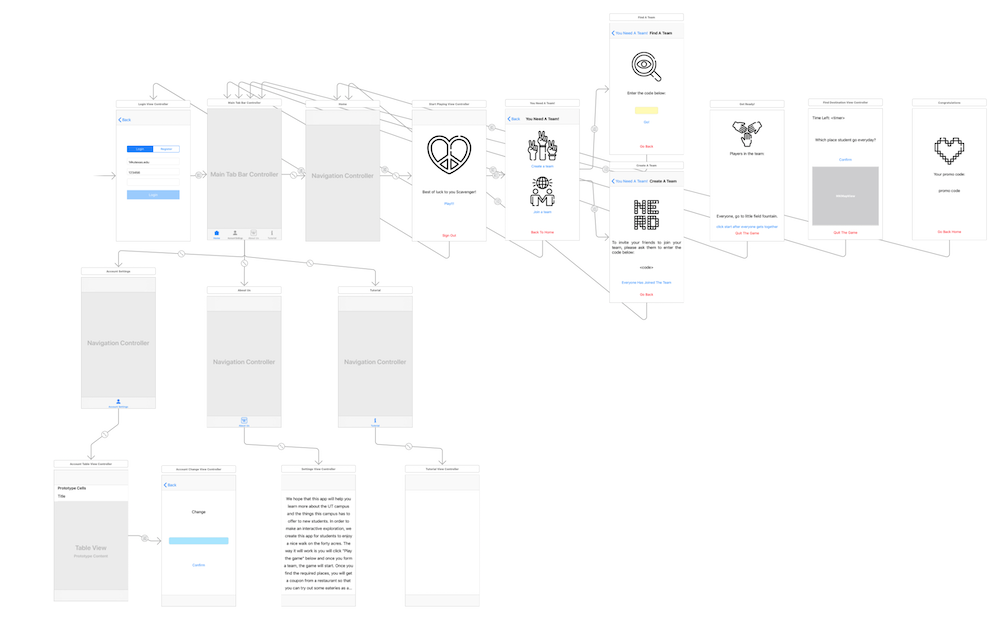 Find A Team
You Need A Team! Find A Team
Enter the code below:
Go!
Go Back
Login View Controller
Back
Login Register
Login
Main Tab Bar Controller
Main Tab Bar Controller
Home
Navigation Controller
Start Playing View Controller
Best of luck to you Scavenger!
Play!!
Sign Out
You Need A Team!
Back You Need A Team!
Create a team
Join a team
Back To Home
Create A Team
You Need A Team! Create A Team
NERD
To invite your friends to join your
team, please ask them to enter the
code below:
<code>
Everyone Has Joined The Team
Go Back
Get Ready!
Players in the team:
Everyone, go to little field fountain.
click start after everyone gets together
Quit The Game
Find Destination View Controller
Time Left: <timer>
Which place student go everyday?
Confirm
Quit The Game
Congratulations
Your promo code:
promo code
Go Back Home
Account Settings
Navigation Controller
Account Settings
About Us
Navigation Controller
About Us
Tutorial
Navigation Controller
Tutorial
Account Table View Controller
Prototype Cells
Title
Table View
Prototype Content
Account Change View Controller
Back
Change
Confirm
Settings View Controller
We hope that this app will help you
learn more about the UT campus
and the things this campus has to
offer to new students. In order to
make an interactive exploration, we
create this app for students to enjoy
a nice walk on the forty acres. The
way it will work is you will click "Play
the game" below and once you form
a team, the game will start. Once you
find the required places, you will get
a coupon from a restaurant so that
you can try out some eateries as a...
Tutorial View Controller